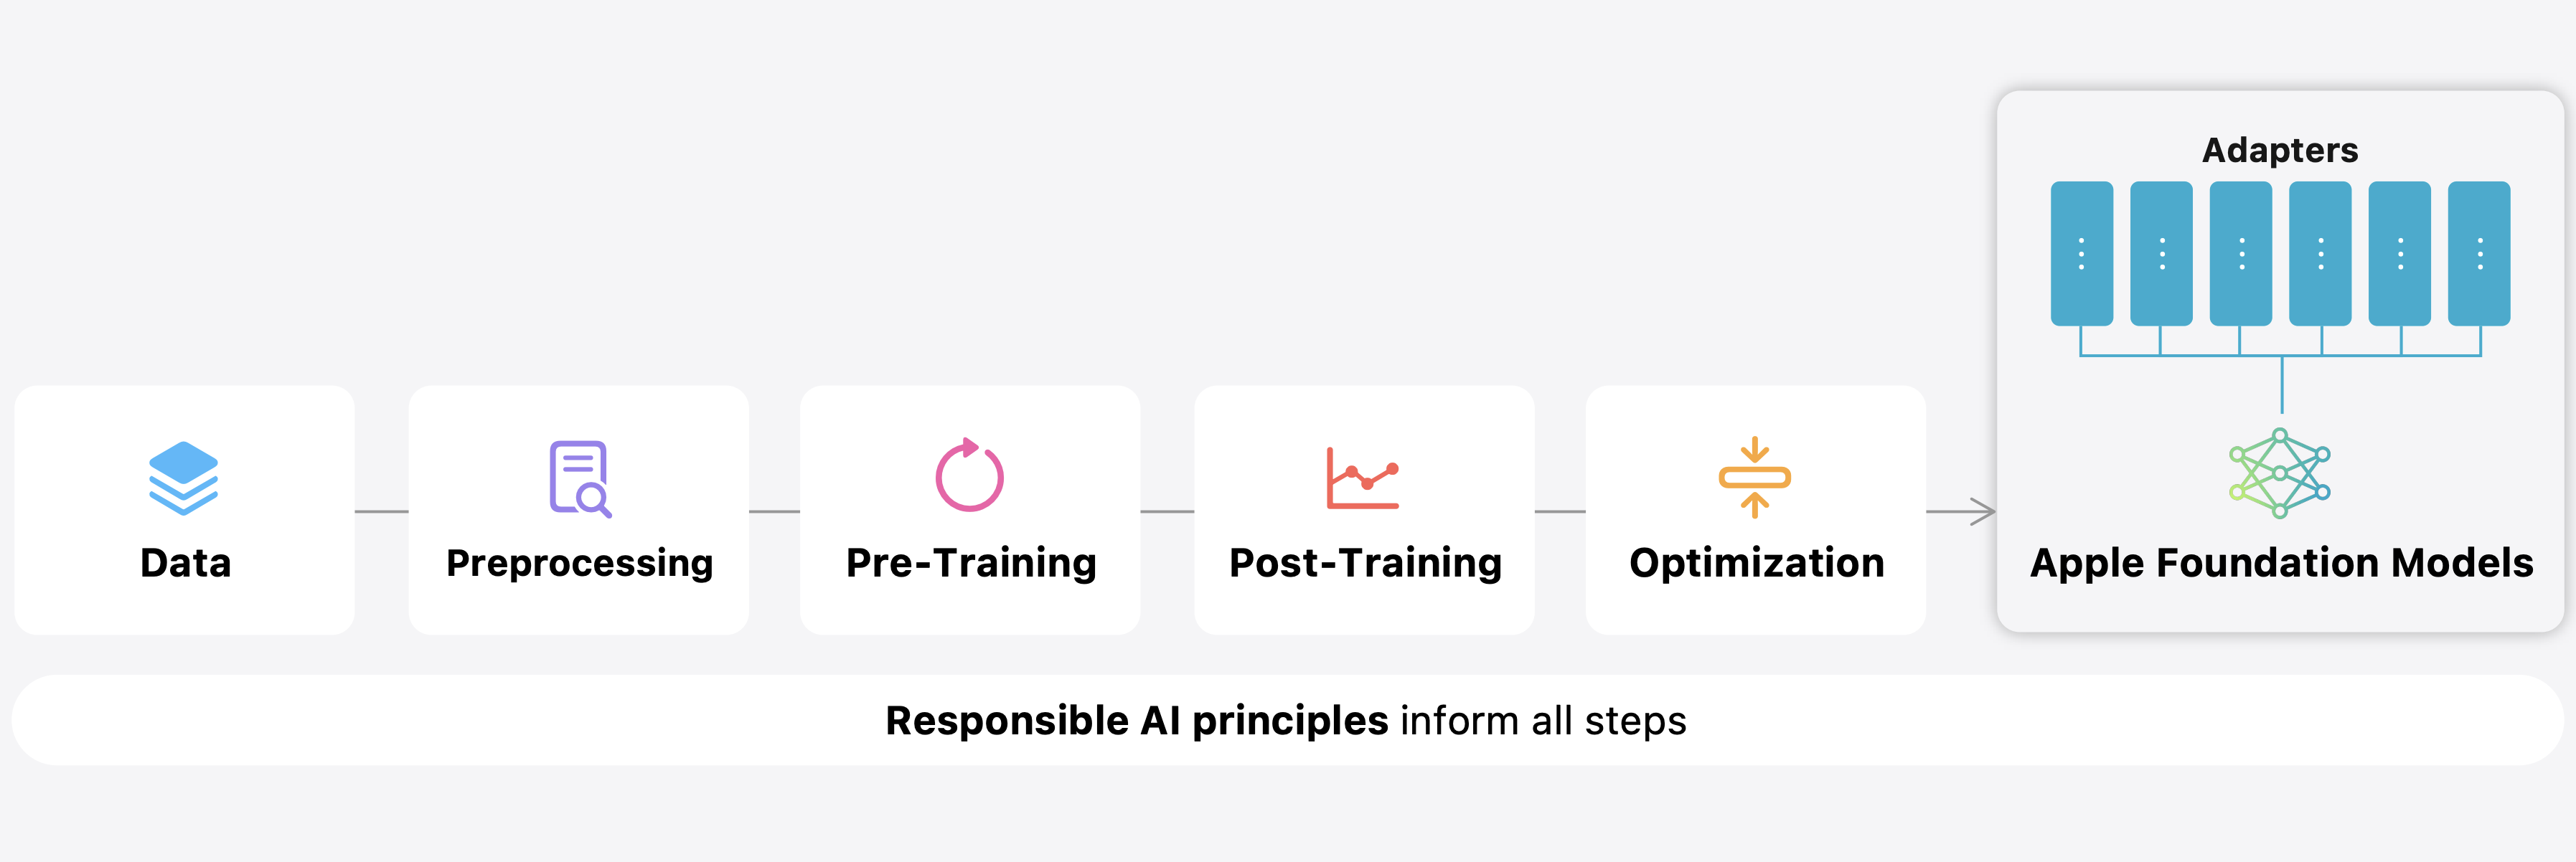 Adapters
Data
Preprocessing
Pre-Training
Post-Training
Optimization
Apple Foundation Models
Responsible AI principles inform all steps